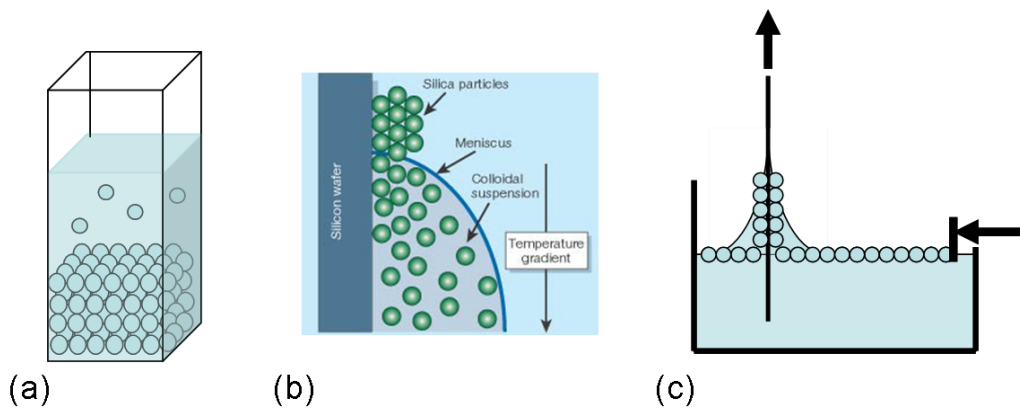 Silica particles
Meniscus
Colloidal
suspension
Silicon wafer
Temperature
gradient
(a)
(b)
(c)